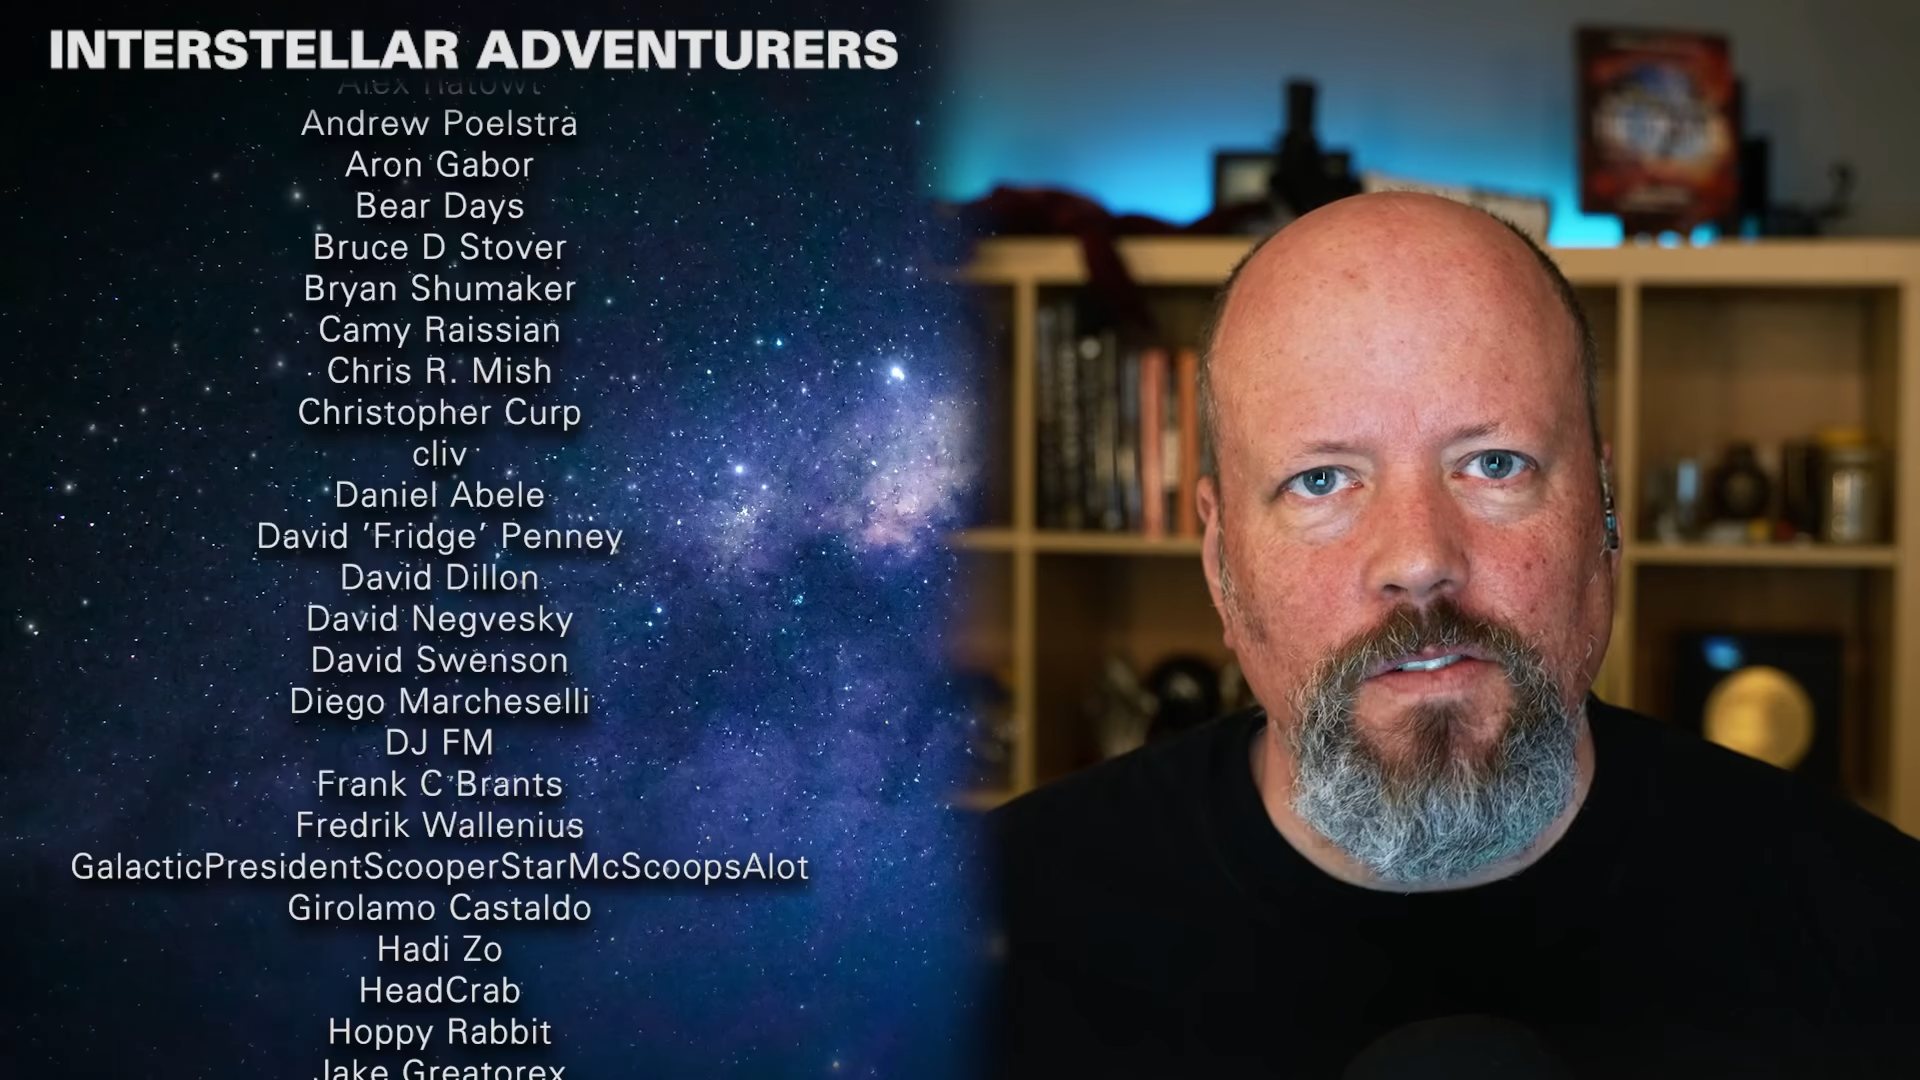 INTERSTELLAR ADVENTURERS
Andrew Poelstra
Aron Gabor
Bear Days
Bruce D Stover
Bryan Shumaker
Camy Raissian
Chris R. Mish
Christopher Curp
cliv
Daniel Abele
David 'Fridge' Penney
David Dillon
David Negvesky
David Swenson
Diego Marcheselli
DJ FM
Frank C Brants
Fredrik Wallenius
GalacticPresidentScooperStarMcScoopsAlot
Girolamo Castaldo
Hadi Zo
HeadCrab
Hoppy Rabbit
Jake Greatorex